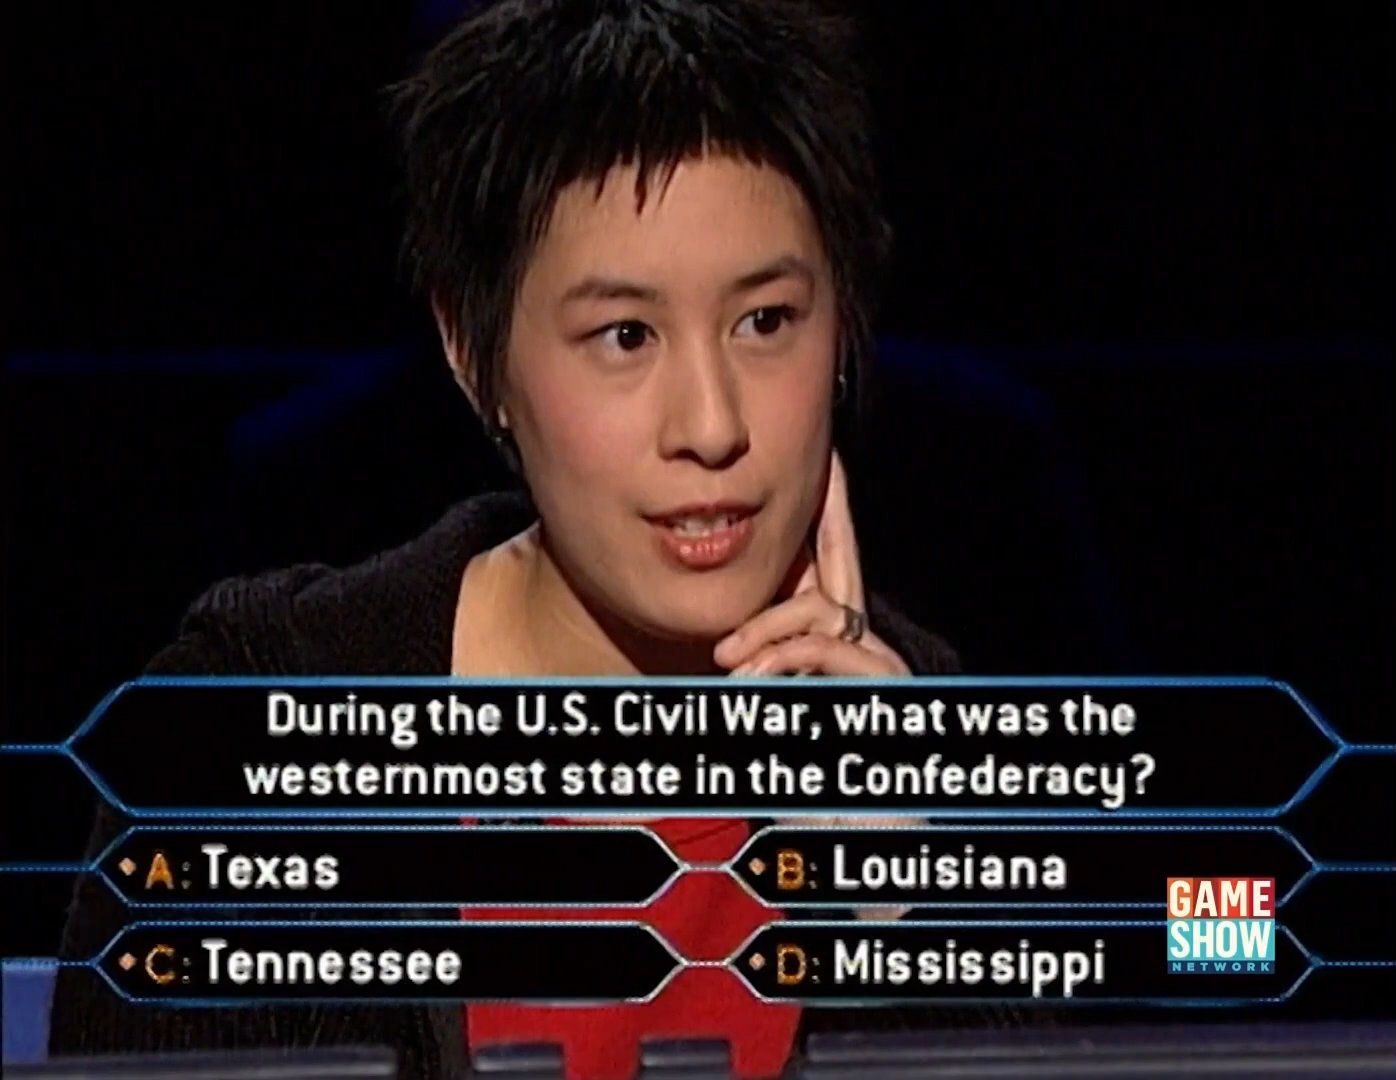 During the U.S. Civil War, what was the
westernmost state in the Confederacy?
A: Texas
B: Louisiana
C: Tennessee
D: Mississippi
GAME
SHOW
NETWORK